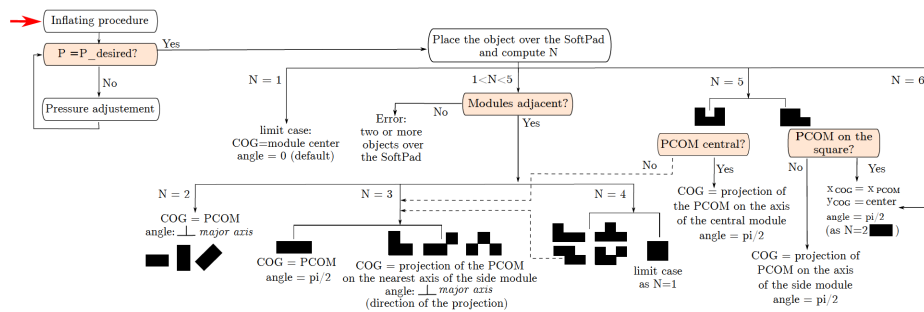 Inflating procedure
P =P_desired?
Yes
No
Pressure adjustement
Place the object over the SoftPad
and compute N
N = 1
1<N<5
N = 5
N = 6
limit case:
COG=module center
angle = 0 (default)
Modules adjacent?
No
Yes
Error:
two or more
objects over
the SoftPad
PCOM central?
No
Yes
COG = projection of
the PCOM on the axis
of the central module
angle = pi/2
PCOM on the
square?
No
Yes
x COG = x PCOM
y COG = center
angle = pi/2
(as N=2
)
COG = projection of
PCOM on the axis
of the side module
angle = pi/2
N = 2
COG = PCOM
angle: ⊥ major axis
N = 3
COG = PCOM
angle = pi/2
COG = projection of the PCOM
on the nearest axis of the side module
angle: ⊥ major axis
(direction of the projection)
N = 4
limit case
as N=1